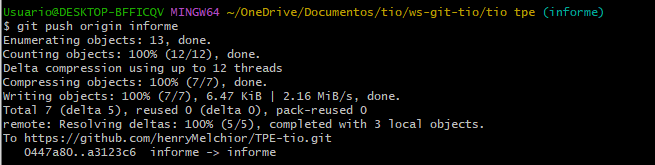 Usuario@DESKTOP-BFFICQV MINGW64 ~/OneDrive/Documentos/tio/ws-git-tio/tio tpe (informe)
$ git push origin informe
Enumerating objects: 13, done.
Counting objects: 100% (12/12), done.
Delta compression using up to 12 threads
Compressing objects: 100% (7/7), done.
Writing objects: 100% (7/7), 6.47 KiB | 2.16 MiB/s, done.
Total 7 (delta 5), reused 0 (delta 0), pack-reused 0
remote: Resolving deltas: 100% (5/5), completed with 3 local objects.
To https://github.com/henryMelchior/TPE-tio.git
   0447a80..a3123c6  informe -> informe